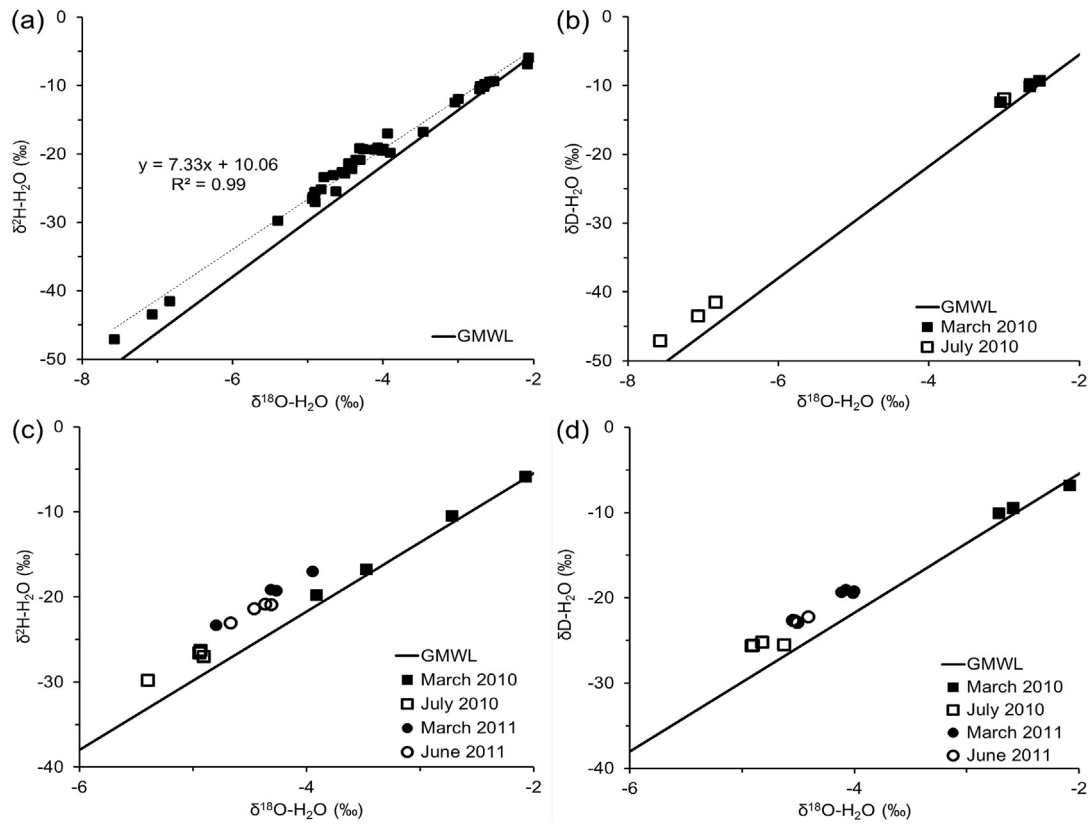 (a)
0
-10
-20
-30
-40
-50
δ²H-H₂O (‰)
y = 7.33x + 10.06
R² = 0.99
GMWL
-8
-6
-4
-2
δ¹⁸O-H₂O (‰)
(b)
0
-10
-20
-30
-40
-50
δD-H₂O (‰)
GMWL
March 2010
July 2010
-8
-6
-4
-2
δ¹⁸O-H₂O (‰)
(c)
0
-10
-20
-30
-40
δ²H-H₂O (‰)
GMWL
March 2010
July 2010
March 2011
June 2011
-6
-4
-2
δ¹⁸O-H₂O (‰)
(d)
0
-10
-20
-30
-40
δD-H₂O (‰)
GMWL
March 2010
July 2010
March 2011
June 2011
-6
-4
-2
δ¹⁸O-H₂O (‰)